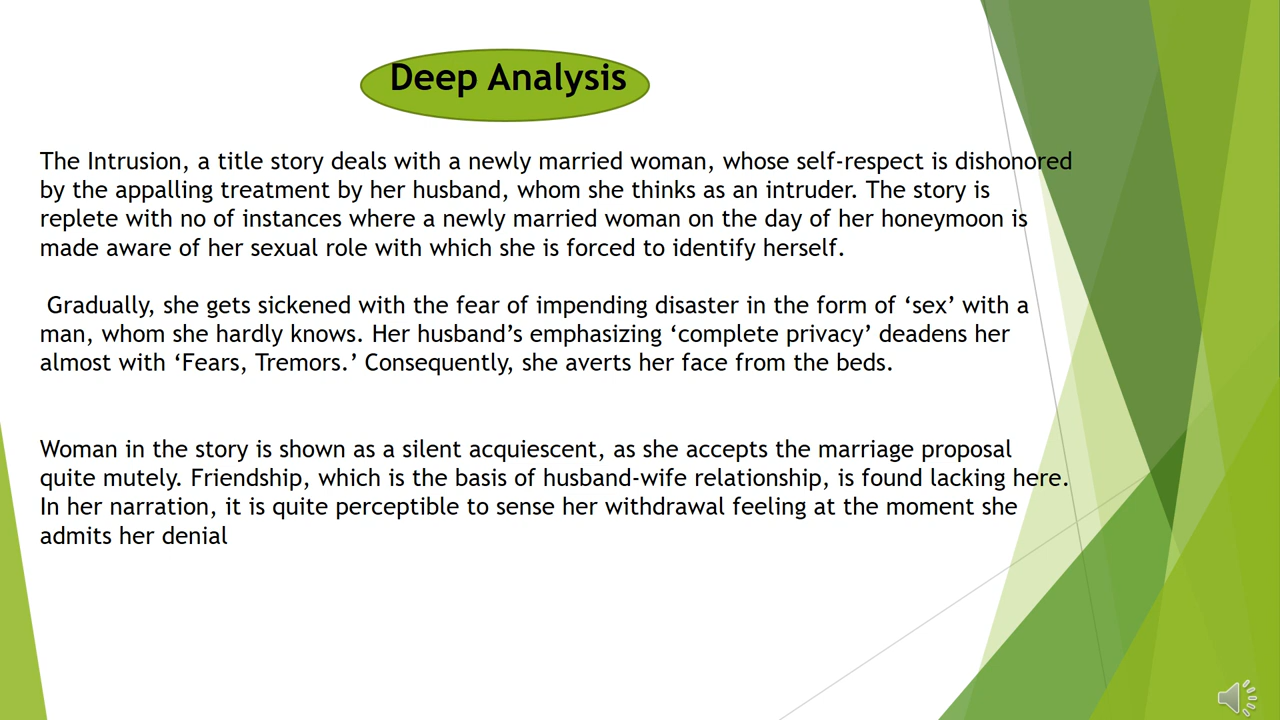 Deep Analysis
The Intrusion, a title story deals with a newly married woman, whose self-respect is dishonored
by the appalling treatment by her husband, whom she thinks as an intruder. The story is
replete with no of instances where a newly married woman on the day of her honeymoon is
made aware of her sexual role with which she is forced to identify herself.
Gradually, she gets sickened with the fear of impending disaster in the form of ‘sex’ with a
man, whom she hardly knows. Her husband’s emphasizing ‘complete privacy’ deadens her
almost with ‘Fears, Tremors.’ Consequently, she averts her face from the beds.
Woman in the story is shown as a silent acquiescent, as she accepts the marriage proposal
quite mutely. Friendship, which is the basis of husband-wife relationship, is found lacking here.
In her narration, it is quite perceptible to sense her withdrawal feeling at the moment she
admits her denial